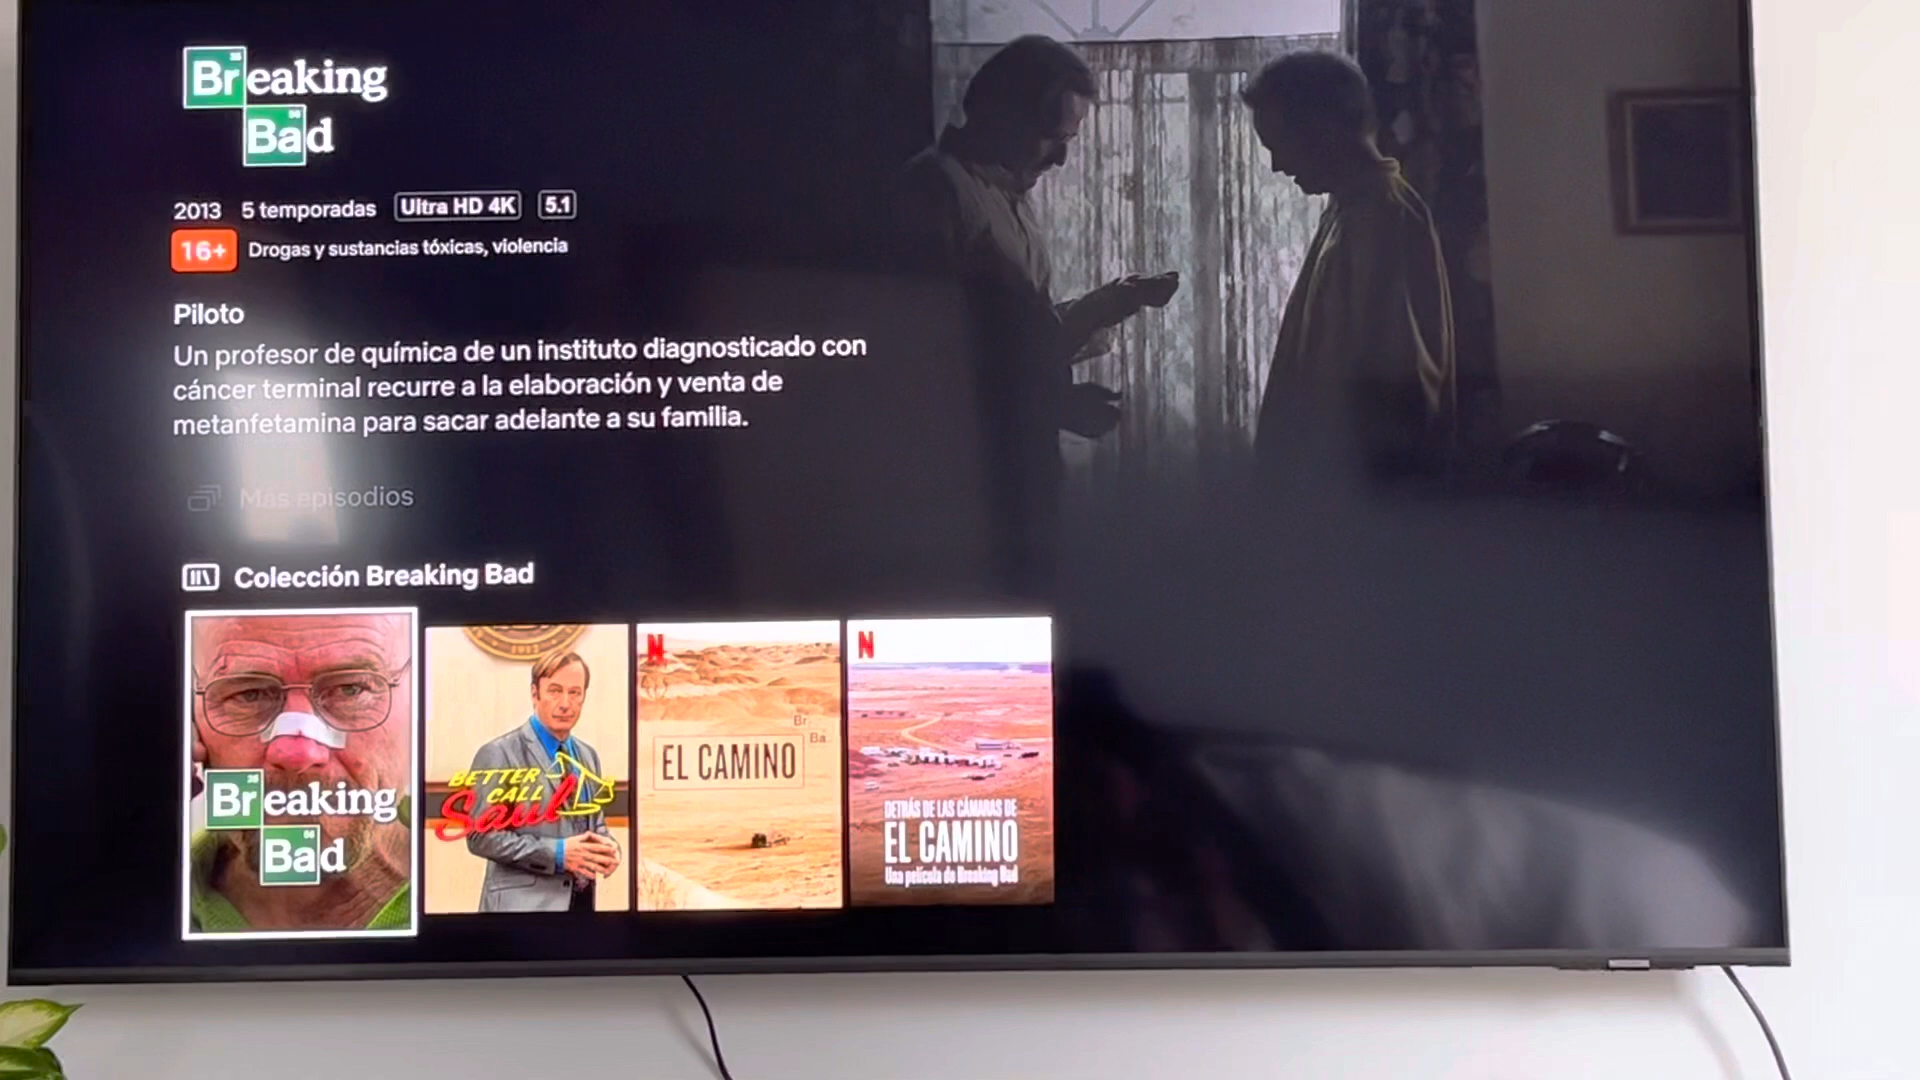 Breaking
Bad
2013 5 temporadas Ultra HD 4K 5.1
16+ Drogas y sustancias tóxicas, violencia
Piloto
Un profesor de química de un instituto diagnosticado con
cáncer terminal recurre a la elaboración y venta de
metanfetamina para sacar adelante a su familia.
Más episodios
Colección Breaking Bad
Breaking
Bad
BETTER
CALL
Saul
N
Br
Ba
EL CAMINO
N
DETRÁS DE LAS CÁMARAS DE
EL CAMINO
Una película de Breaking Bad